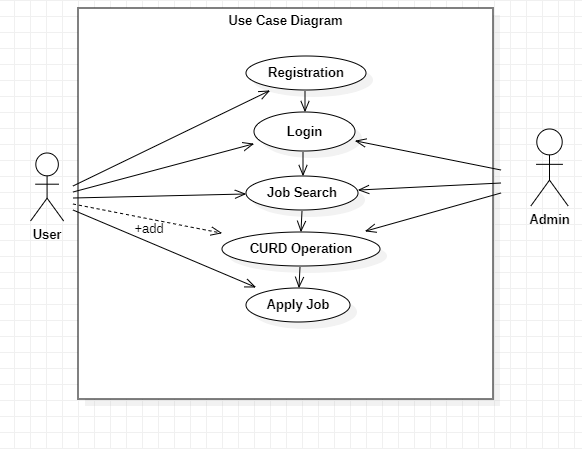 Use Case Diagram
Registration
Login
Job Search
+add
User
Admin
CURD Operation
Apply Job